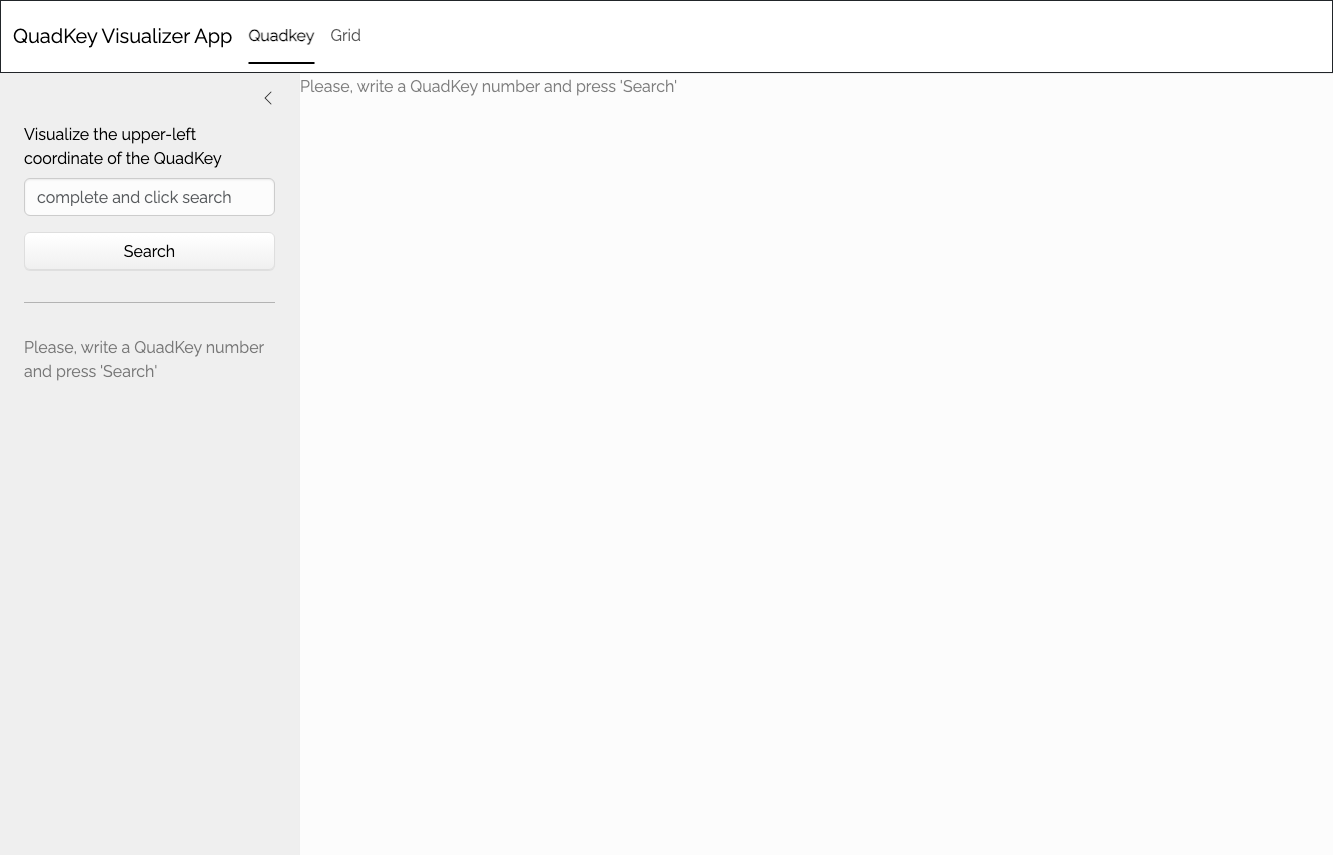 QuadKey Visualizer App Quadkey Grid
Please, write a QuadKey number and press 'Search'
Visualize the upper-left
coordinate of the QuadKey
complete and click search
Search
Please, write a QuadKey number
and press 'Search'